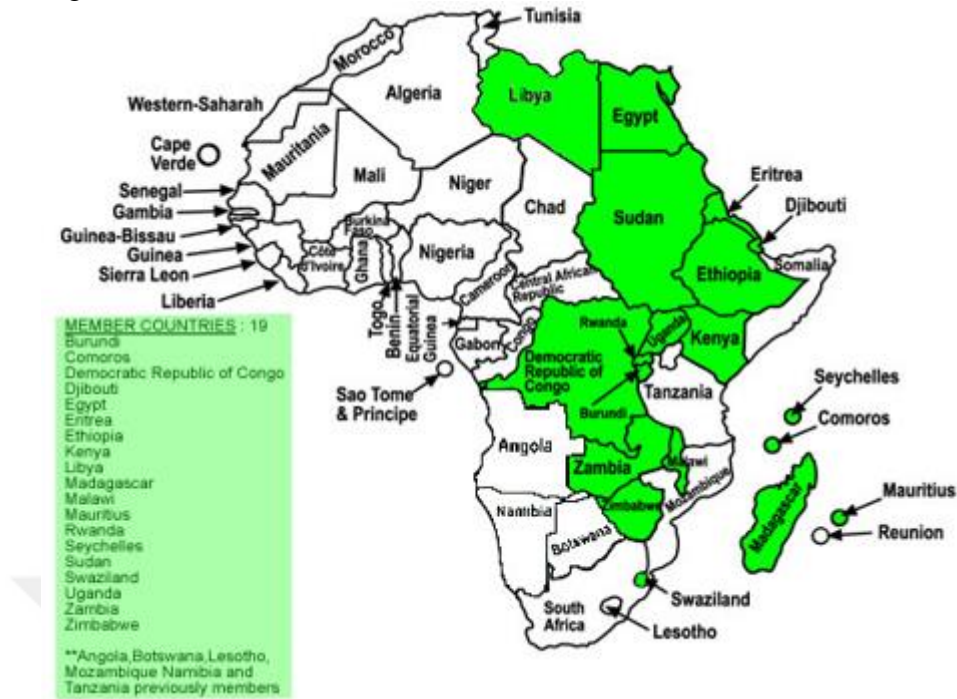 Tunisia
Morocco
Algeria
Libya
Egypt
Western-Saharah
Cape
Verde
Mauritania
Mali
Niger
Chad
Sudan
Eritrea
Djibouti
Senegal
Gambia
Guinea-Bissau
Guinea
Sierra Leon
Liberia
Burkina
Faso
Côte
d'Ivoire
Ghana
Togo
Benin
Nigeria
Cameroon
Central African
Republic
Ethiopia
Somalia
Equatorial
Guinea
Gabon
Congo
Sao Tome
& Principe
Rwanda
Uganda
Kenya
Democratic
Republic of
Congo
Burundi
Tanzania
Seychelles
Comoros
Angola
Zambia
Malawi
Mozambique
Zimbabwe
Namibia
Botswana
Madagascar
Mauritius
Reunion
Swaziland
South
Africa
Lesotho
MEMBER COUNTRIES : 19
Burundi
Comoros
Democratic Republic of Congo
Djibouti
Egypt
Eritrea
Ethiopia
Kenya
Libya
Madagascar
Malawi
Mauritius
Rwanda
Seychelles
Sudan
Swaziland
Uganda
Zambia
Zimbabwe
**Angola,Botswana,Lesotho,
Mozambique Namibia and
Tanzania previously members